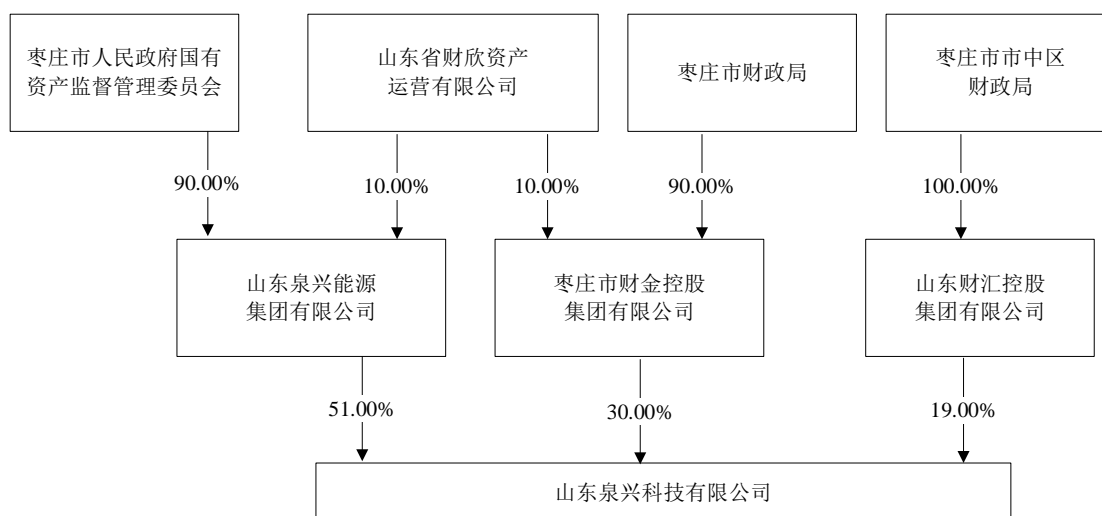 枣庄市人民政府国有
资产监督管理委员会
山东省财欣资产
运营有限公司
枣庄市财政局
枣庄市市中区
财政局
90.00%
10.00%
10.00%
90.00%
100.00%
山东泉兴能源
集团有限公司
枣庄市财金控股
集团有限公司
山东财汇控股
集团有限公司
51.00%
30.00%
19.00%
山东泉兴科技有限公司